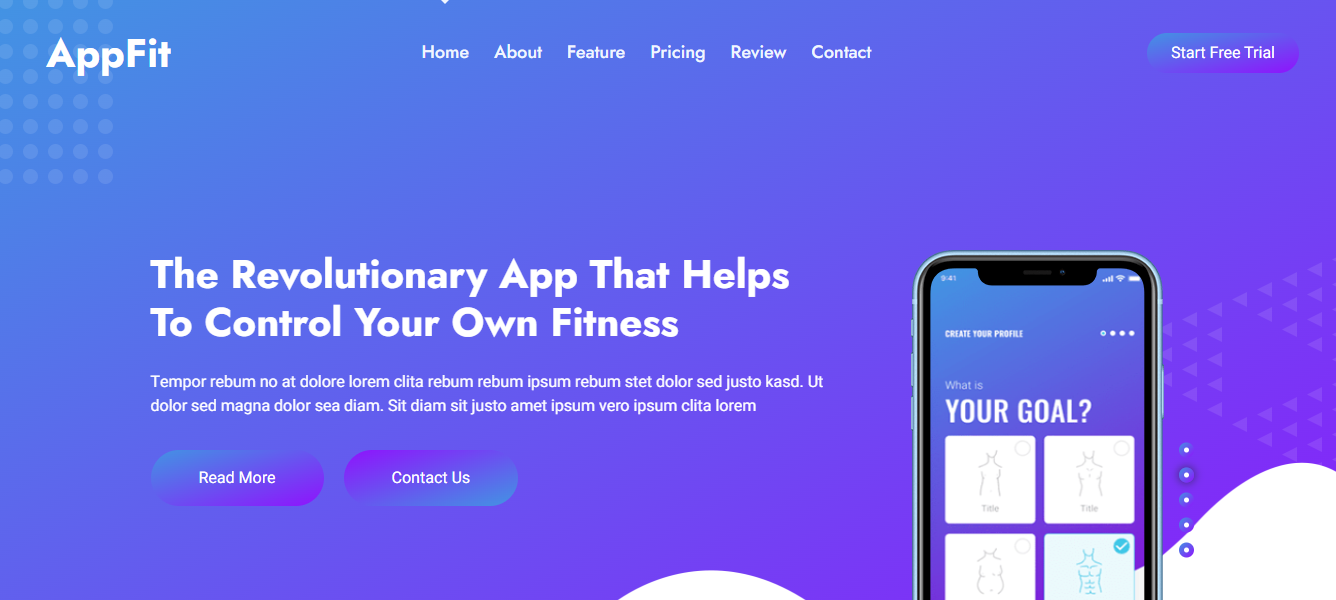 AppFit
Home About Feature Pricing Review Contact
Start Free Trial
The Revolutionary App That Helps
To Control Your Own Fitness
Tempor rebum no at dolore lorem clita rebum rebum ipsum rebum stet dolor sed justo kasd. Ut
dolor sed magna dolor sea diam. Sit diam sit justo amet ipsum vero ipsum clita lorem
Read More Contact Us
9:41
CREATE YOUR PROFILE
What is
YOUR GOAL?
Title Title